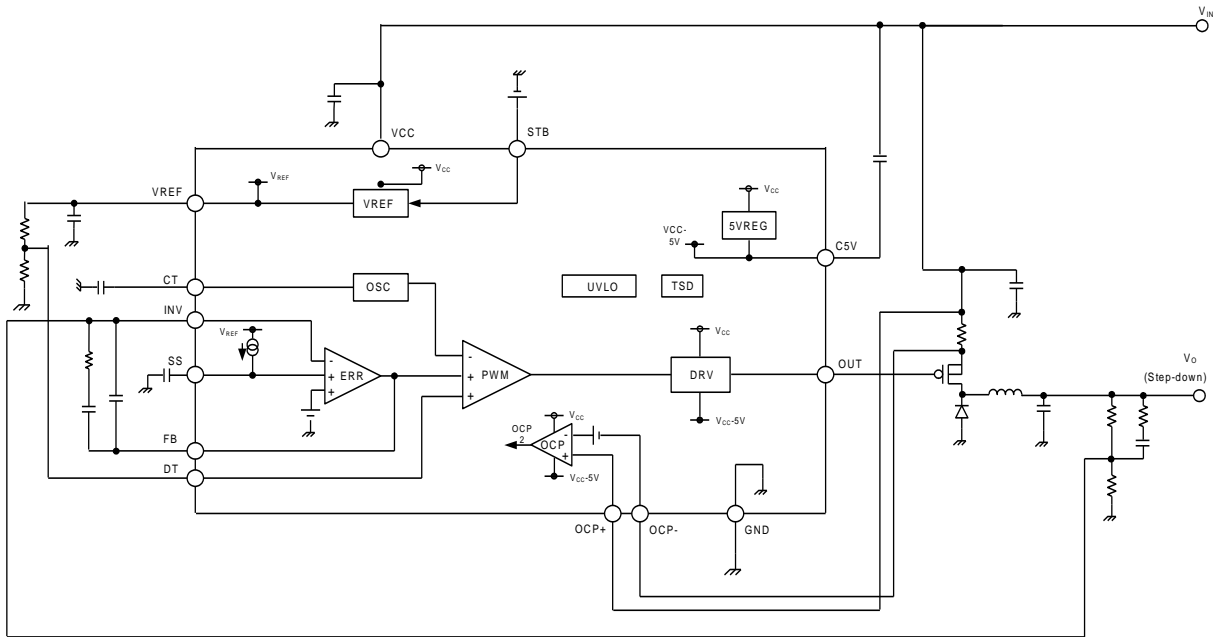 VIN
VCC
STB
VCC
VREF
VREF
VREF
VCC
5VREG
VCC-
5V
C5V
CT
OSC
UVLO
TSD
INV
VREF
VCC
SS
OUT
VO
ERR
PWM
DRV
(Step-down)
VCC
OCP
2
OCP
VCC-5V
FB
VCC-5V
DT
OCP+
OCP-
GND
-
+
+
-
+
+
-
+